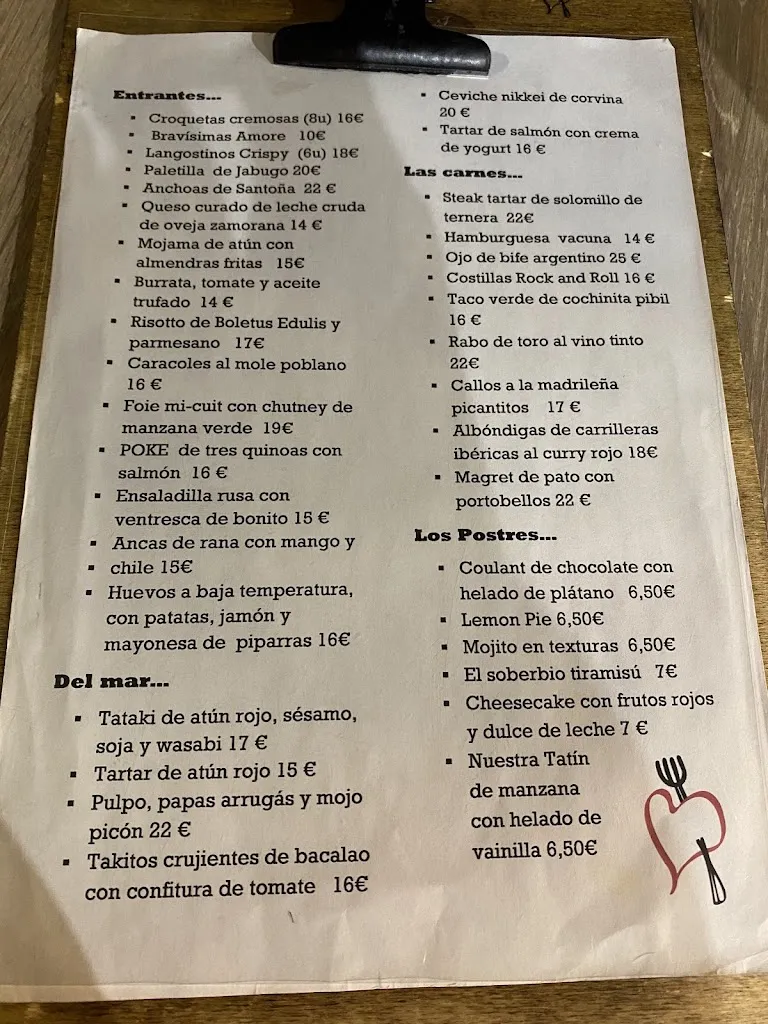 Entrantes...
▪ Croquetas cremosas (8u) 16€
▪ Bravísimas Amore 10€
▪ Langostinos Crispy (6u) 18€
▪ Paletilla de Jabugo 20€
▪ Anchoas de Santoña 22 €
▪ Queso curado de leche cruda
de oveja zamorana 14 €
▪ Mojama de atún con
almendras fritas 15€
▪ Burrata, tomate y aceite
trufado 14 €
▪ Risotto de Boletus Edulis y
parmesano 17€
▪ Caracoles al mole poblano
16 €
▪ Foie mi-cuit con chutney de
manzana verde 19€
▪ POKE de tres quinoas con
salmón 16 €
▪ Ensaladilla rusa con
ventresca de bonito 15 €
▪ Ancas de rana con mango y
▪ chile 15€
▪ Huevos a baja temperatura,
con patatas, jamón y
mayonesa de piparras 16€
Del mar...
▪ Tataki de atún rojo, sésamo,
soja y wasabi 17 €
▪ Tartar de atún rojo 15 €
▪ Pulpo, papas arrugás y mojo
picón 22 €
▪ Takitos crujientes de bacalao
con confitura de tomate 16€
▪ Ceviche nikkei de corvina
20 €
▪ Tartar de salmón con crema
de yogurt 16 €
Las carnes...
▪ Steak tartar de solomillo de
ternera 22€
▪ Hamburguesa vacuna 14 €
▪ Ojo de bife argentino 25 €
▪ Costillas Rock and Roll 16 €
▪ Taco verde de cochinita pibil
16 €
▪ Rabo de toro al vino tinto
22€
▪ Callos a la madrileña
picantitos 17 €
▪ Albóndigas de carrilleras
ibéricas al curry rojo 18€
▪ Magret de pato con
portobellos 22 €
Los Postres...
▪ Coulant de chocolate con
helado de plátano 6,50€
▪ Lemon Pie 6,50€
▪ Mojito en texturas 6,50€
▪ El soberbio tiramisú 7€
▪ Cheesecake con frutos rojos
y dulce de leche 7 €
▪ Nuestra Tatín
de manzana
con helado de
vainilla 6,50€